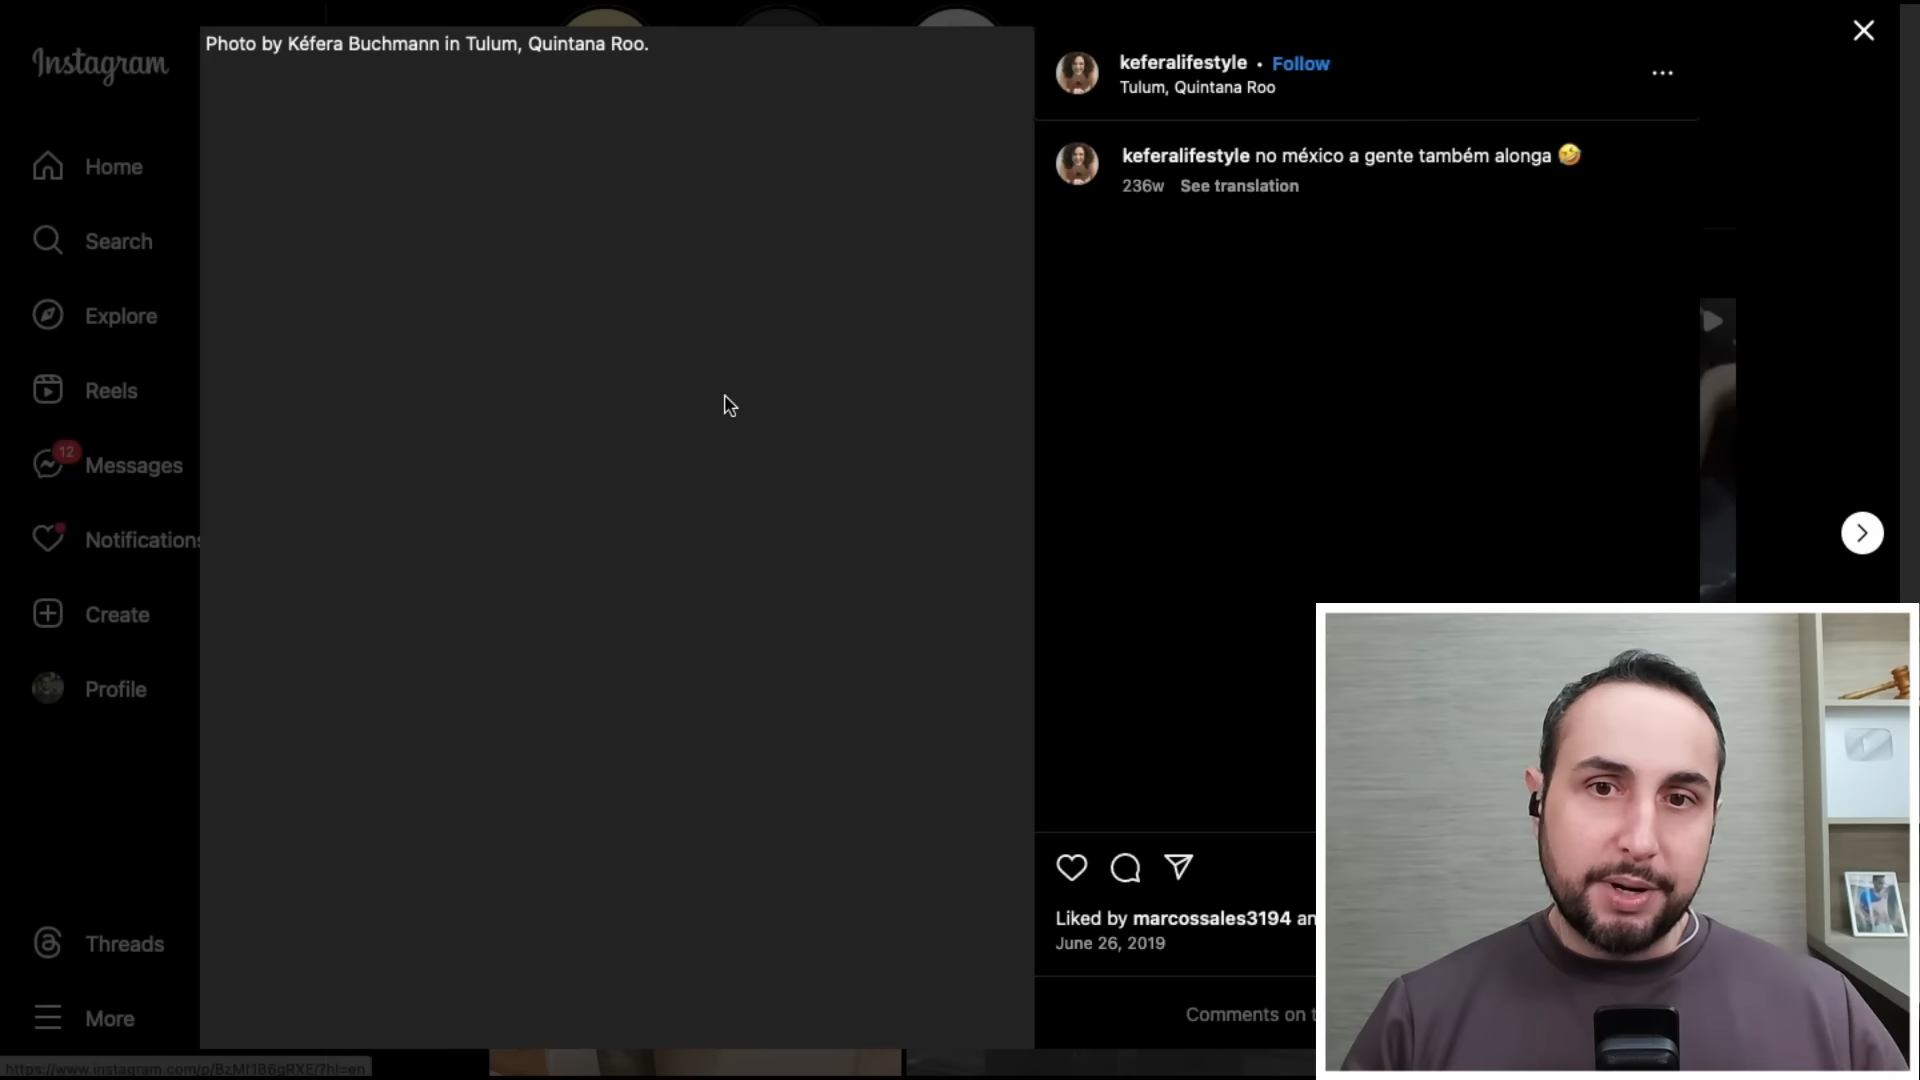 Instagram
Home
Search
Explore
Reels
12
Messages
Notifications
Create
Profile
Threads
More
Photo by Kéfera Buchmann in Tulum, Quintana Roo.
keferalifestyle • Follow
Tulum, Quintana Roo
keferalifestyle no méxico a gente também alonga 🤣
236w See translation
Liked by marcossales3194 an
June 26, 2019
Comments on t